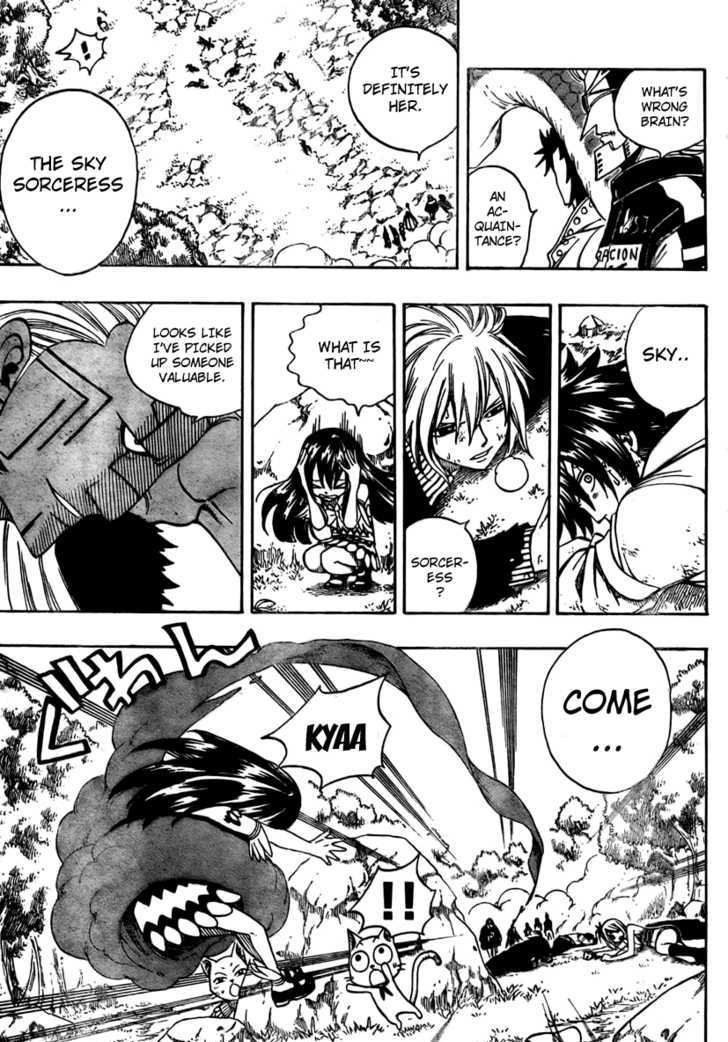 WHAT'S
WRONG
BRAIN?
AN
AC-
QUAIN-
TANCE?
RACION
IT'S
DEFINITELY
HER.
!
THE SKY
SORCERESS
...
SKY..
SORCER-
ESS
?
WHAT IS
THAT~~
LOOKS LIKE
I'VE PICKED
UP SOMEONE
VALUABLE.
COME
...
KYAA
ぐわん
!!